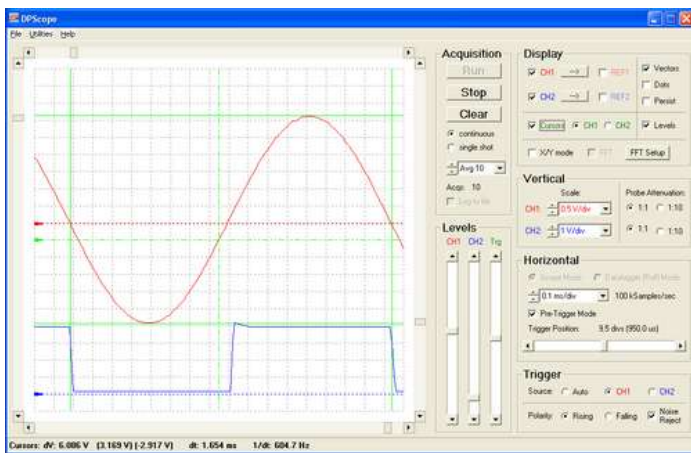 DPScope
File Utilities Help
Acquisition
Run
Stop
Clear
continuous
single shot
Avg 10
Acqs: 10
Log to file
Levels
CH1 CH2 Trig
Display
CH1 --> REF1
CH2 --> REF2
Vectors
Dots
Persist
Cursors CH1 CH2
Levels
X/Y mode FFT FFT Setup
Vertical
Scale: Probe Attenuation:
CH1: 0.5 V/div 1:1 1:10
CH2: 1 V/div 1:1 1:10
Horizontal
Scope Mode Datalogger (Roll) Mode
0.1 ms/div 100 kSamples/sec
Pre-Trigger Mode
Trigger Position: 9.5 divs (950.0 us)
Trigger
Source: Auto CH1 CH2
Polarity: Rising Falling Noise Reject
Cursors: dV: 6.086 V (3.169 V) (-2.917 V) dt: 1.654 ms 1/dt: 604.7 Hz